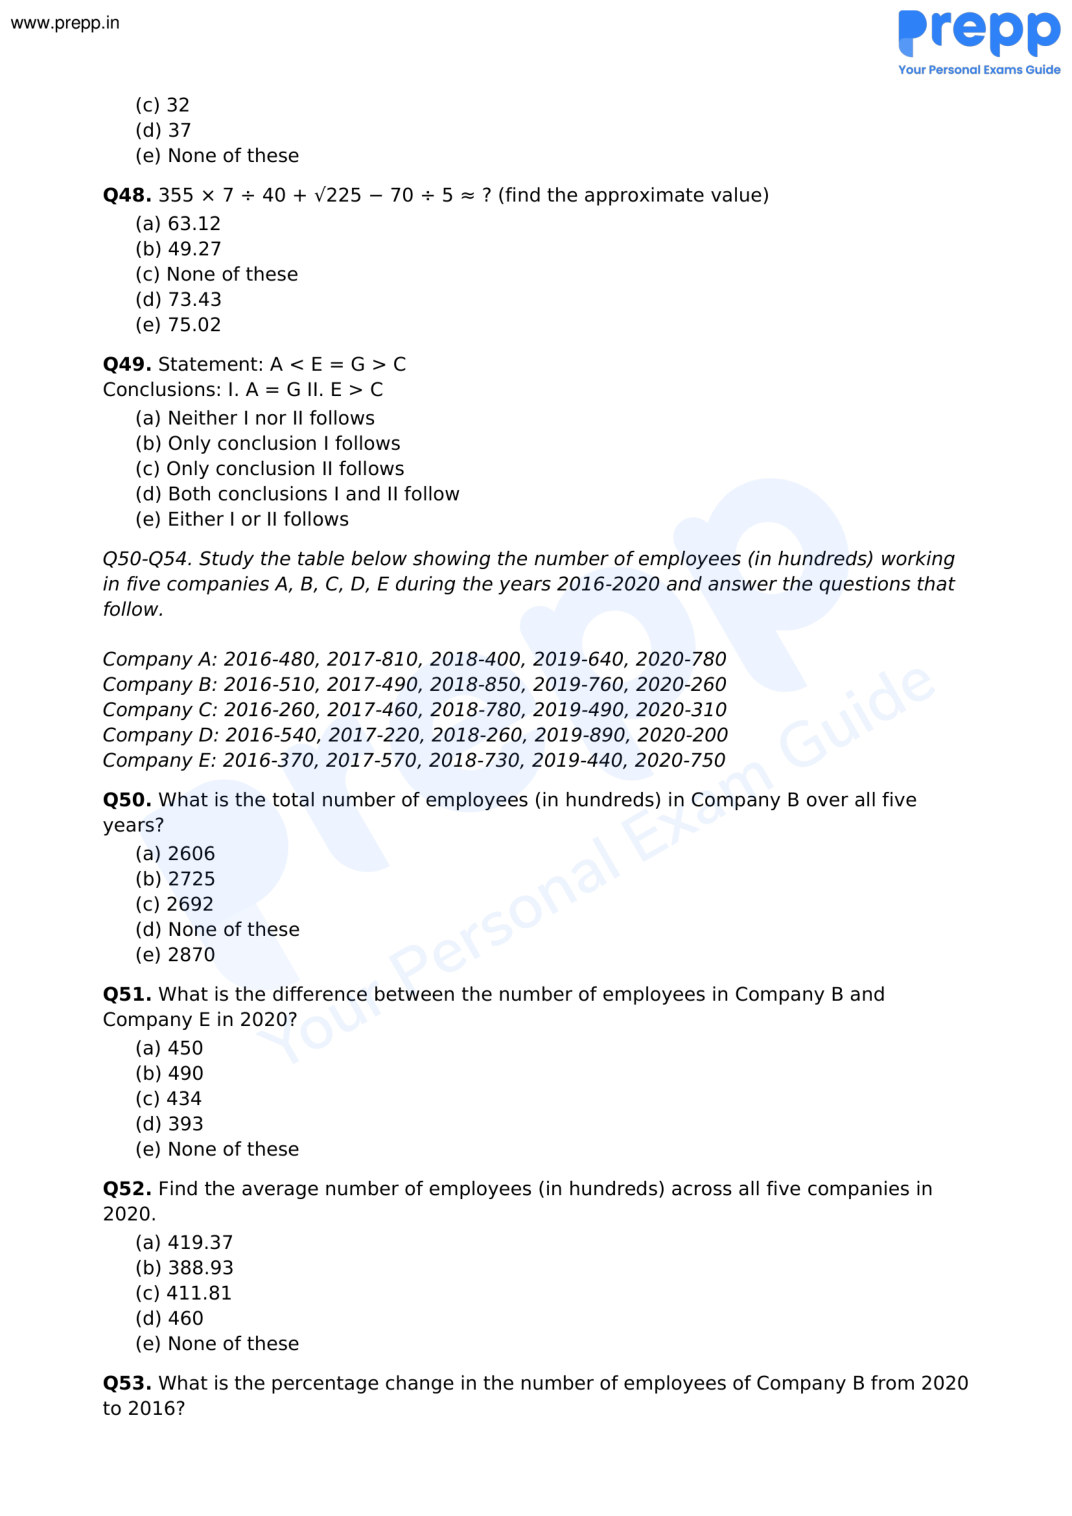 www.prepp.in
Prepp
Your Personal Exams Guide
(c) 32
(d) 37
(e) None of these
Q48. 355 × 7 ÷ 40 + √225 − 70 ÷ 5 ≈ ? (find the approximate value)
(a) 63.12
(b) 49.27
(c) None of these
(d) 73.43
(e) 75.02
Q49. Statement: A < E = G > C
Conclusions: I. A = G II. E > C
(a) Neither I nor II follows
(b) Only conclusion I follows
(c) Only conclusion II follows
(d) Both conclusions I and II follow
(e) Either I or II follows
Q50-Q54. Study the table below showing the number of employees (in hundreds) working
in five companies A, B, C, D, E during the years 2016-2020 and answer the questions that
follow.
Company A: 2016-480, 2017-810, 2018-400, 2019-640, 2020-780
Company B: 2016-510, 2017-490, 2018-850, 2019-760, 2020-260
Company C: 2016-260, 2017-460, 2018-780, 2019-490, 2020-310
Company D: 2016-540, 2017-220, 2018-260, 2019-890, 2020-200
Company E: 2016-370, 2017-570, 2018-730, 2019-440, 2020-750
Q50. What is the total number of employees (in hundreds) in Company B over all five
years?
(a) 2606
(b) 2725
(c) 2692
(d) None of these
(e) 2870
Q51. What is the difference between the number of employees in Company B and
Company E in 2020?
(a) 450
(b) 490
(c) 434
(d) 393
(e) None of these
Q52. Find the average number of employees (in hundreds) across all five companies in
2020.
(a) 419.37
(b) 388.93
(c) 411.81
(d) 460
(e) None of these
Q53. What is the percentage change in the number of employees of Company B from 2020
to 2016?
Prepp
Your Personal Exam Guide